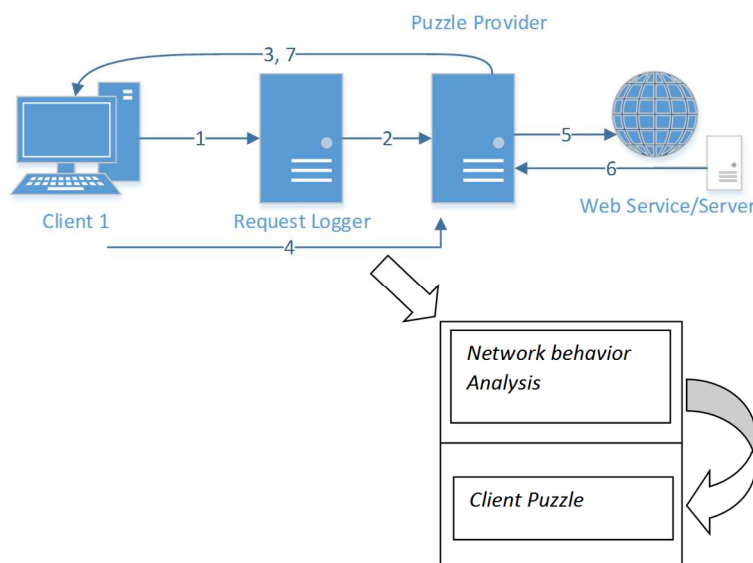 Puzzle Provider
3, 7
1
2
5
6
Client 1
Request Logger
Web Service/Server
4
Network behavior
Analysis
Client Puzzle